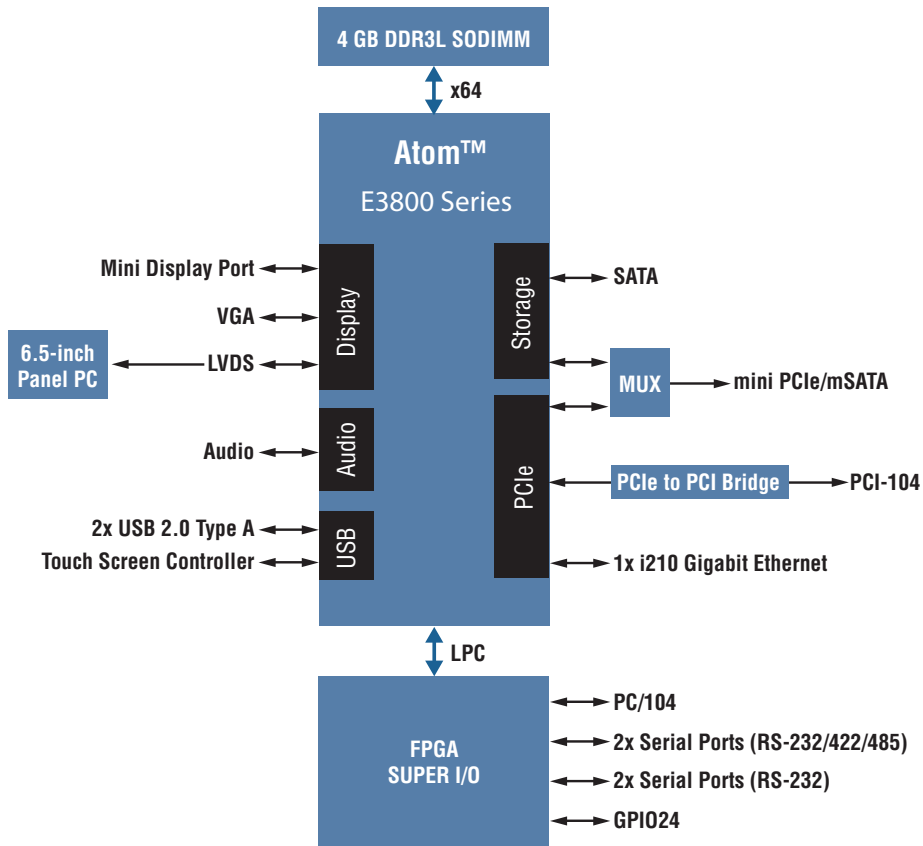 4 GB DDR3L SODIMM
x64
Atom™
E3800 Series
Mini Display Port
VGA
LVDS
6.5-inch
Panel PC
Display
Audio
Audio
2x USB 2.0 Type A
Touch Screen Controller
USB
Storage
SATA
MUX
mini PCIe/mSATA
PCIe
PCIe to PCI Bridge
PCI-104
1x i210 Gigabit Ethernet
LPC
FPGA
SUPER I/O
PC/104
2x Serial Ports (RS-232/422/485)
2x Serial Ports (RS-232)
GPIO24